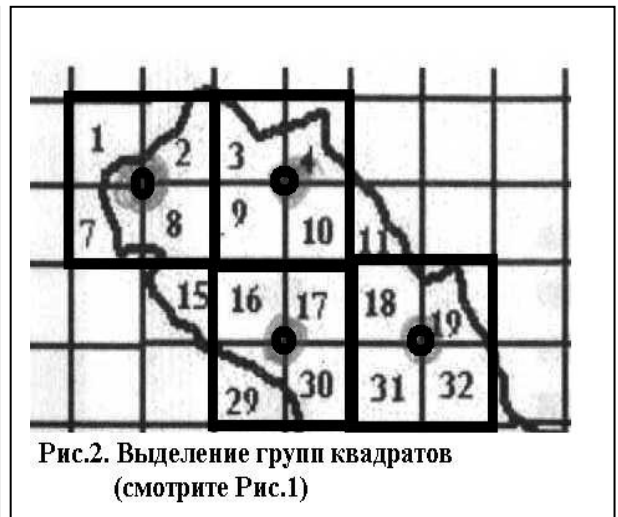 1 2 3 4
7 8 9 10 11
15 16 17 18 19
29 30 31 32
Рис.2. Выделение групп квадратов
(смотрите Рис.1)